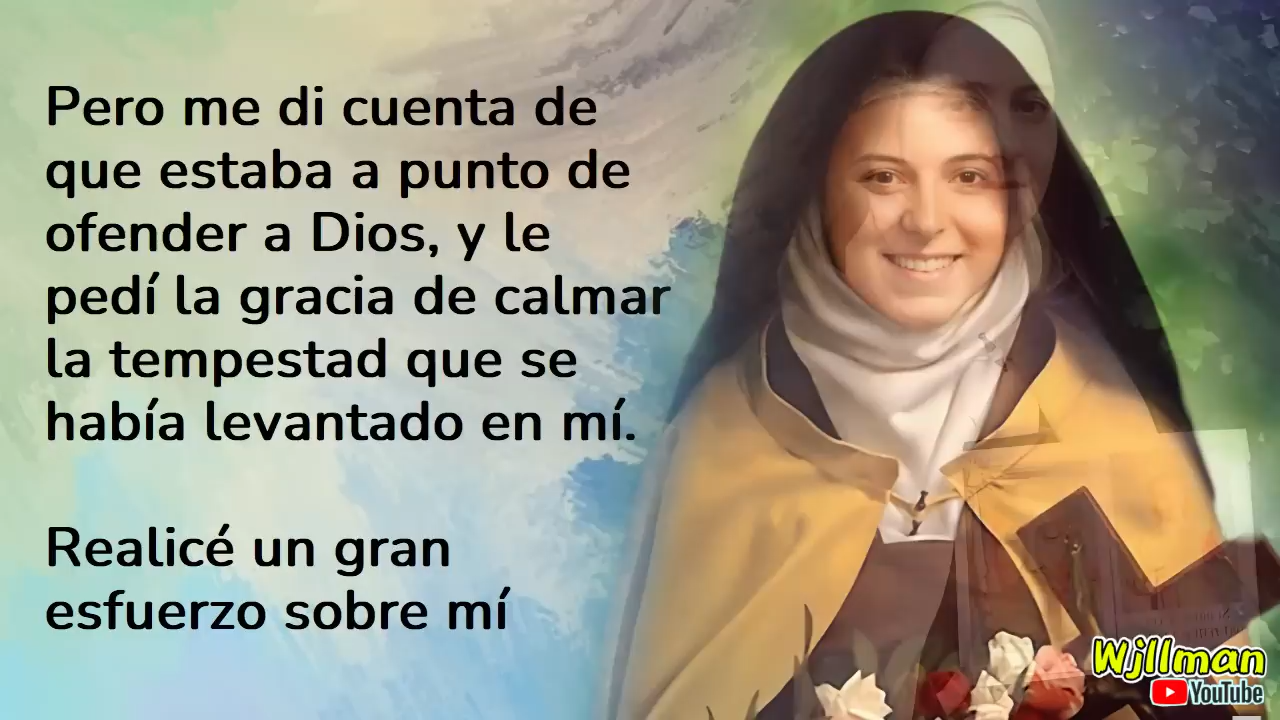 Pero me di cuenta de
que estaba a punto de
ofender a Dios, y le
pedí la gracia de calmar
la tempestad que se
había levantado en mí.
Realicé un gran
esfuerzo sobre mí
Wjllman
YouTube